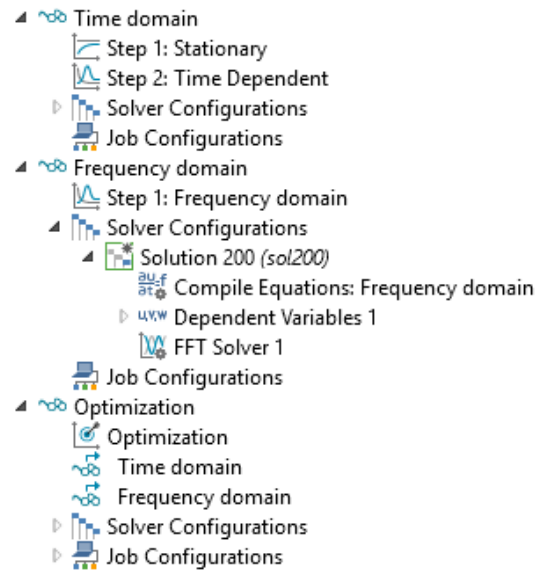 Time domain
Step 1: Stationary
Step 2: Time Dependent
Solver Configurations
Job Configurations
Frequency domain
Step 1: Frequency domain
Solver Configurations
Solution 200 (sol200)
Compile Equations: Frequency domain
u,v,w Dependent Variables 1
FFT Solver 1
Job Configurations
Optimization
Optimization
Time domain
Frequency domain
Solver Configurations
Job Configurations